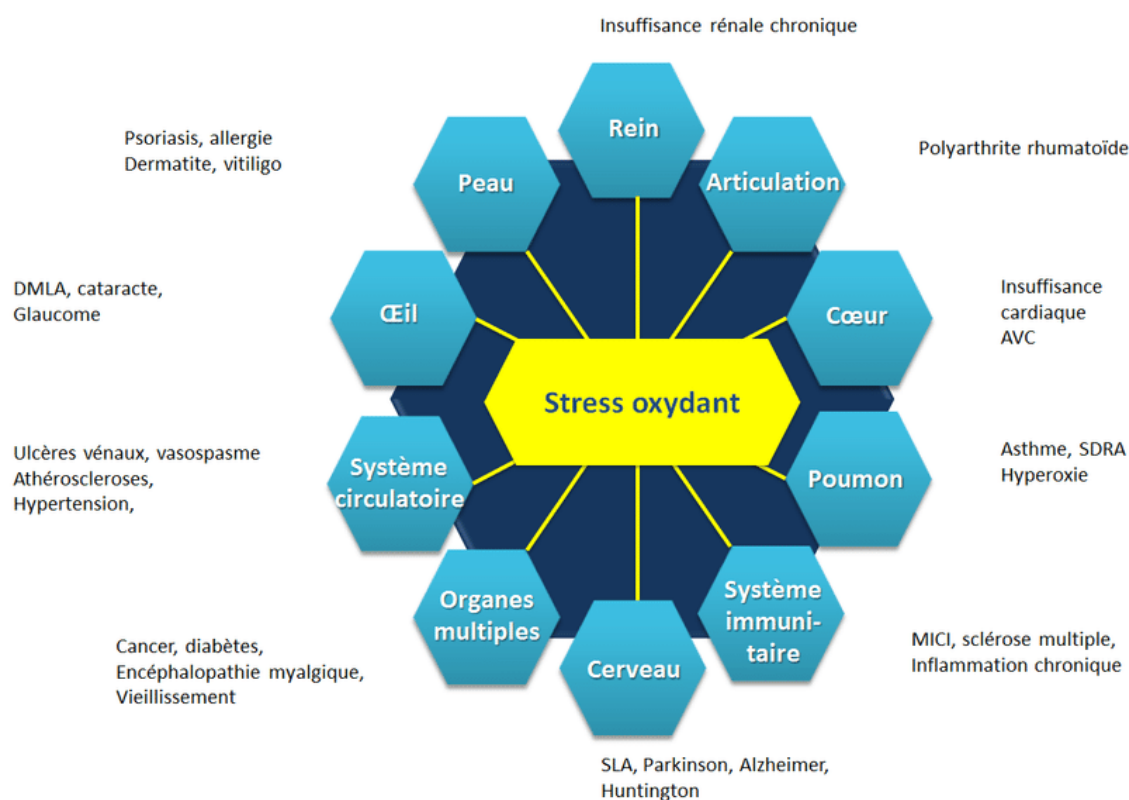 Insuffisance rénale chronique
Rein
Psoriasis, allergie
Dermatite, vitiligo
Peau
Articulation
Polyarthrite rhumatoïde
DMLA, cataracte,
Glaucome
Œil
Cœur
Insuffisance
cardiaque
AVC
Stress oxydant
Ulcères vénaux, vasospasme
Athéroscleroses,
Hypertension,
Système
circulatoire
Poumon
Asthme, SDRA
Hyperoxie
Organes
multiples
Cancer, diabètes,
Encéphalopathie myalgique,
Vieillissement
Cerveau
Système
immuni-
taire
MICI, sclérose multiple,
Inflammation chronique
SLA, Parkinson, Alzheimer,
Huntington